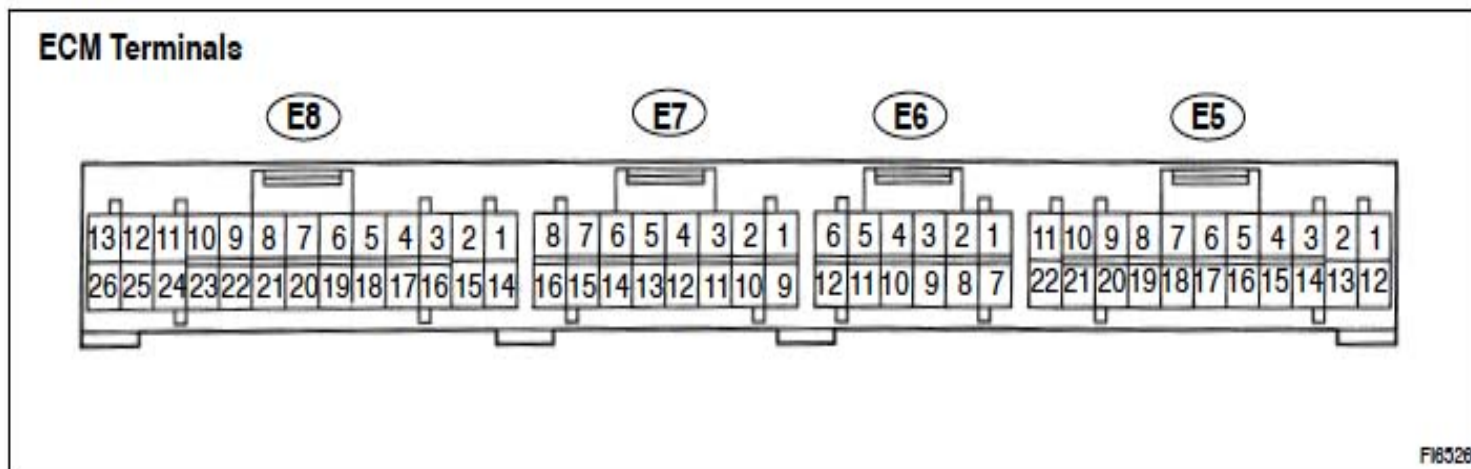 ECM Terminals
E8 E7 E6 E5
13 12 11 10 9 8 7 6 5 4 3 2 1 8 7 6 5 4 3 2 1 6 5 4 3 2 1 11 10 9 8 7 6 5 4 3 2 1
26 25 24 23 22 21 20 19 18 17 16 15 14 16 15 14 13 12 11 10 9 12 11 10 9 8 7 22 21 20 19 18 17 16 15 14 13 12
FI6526